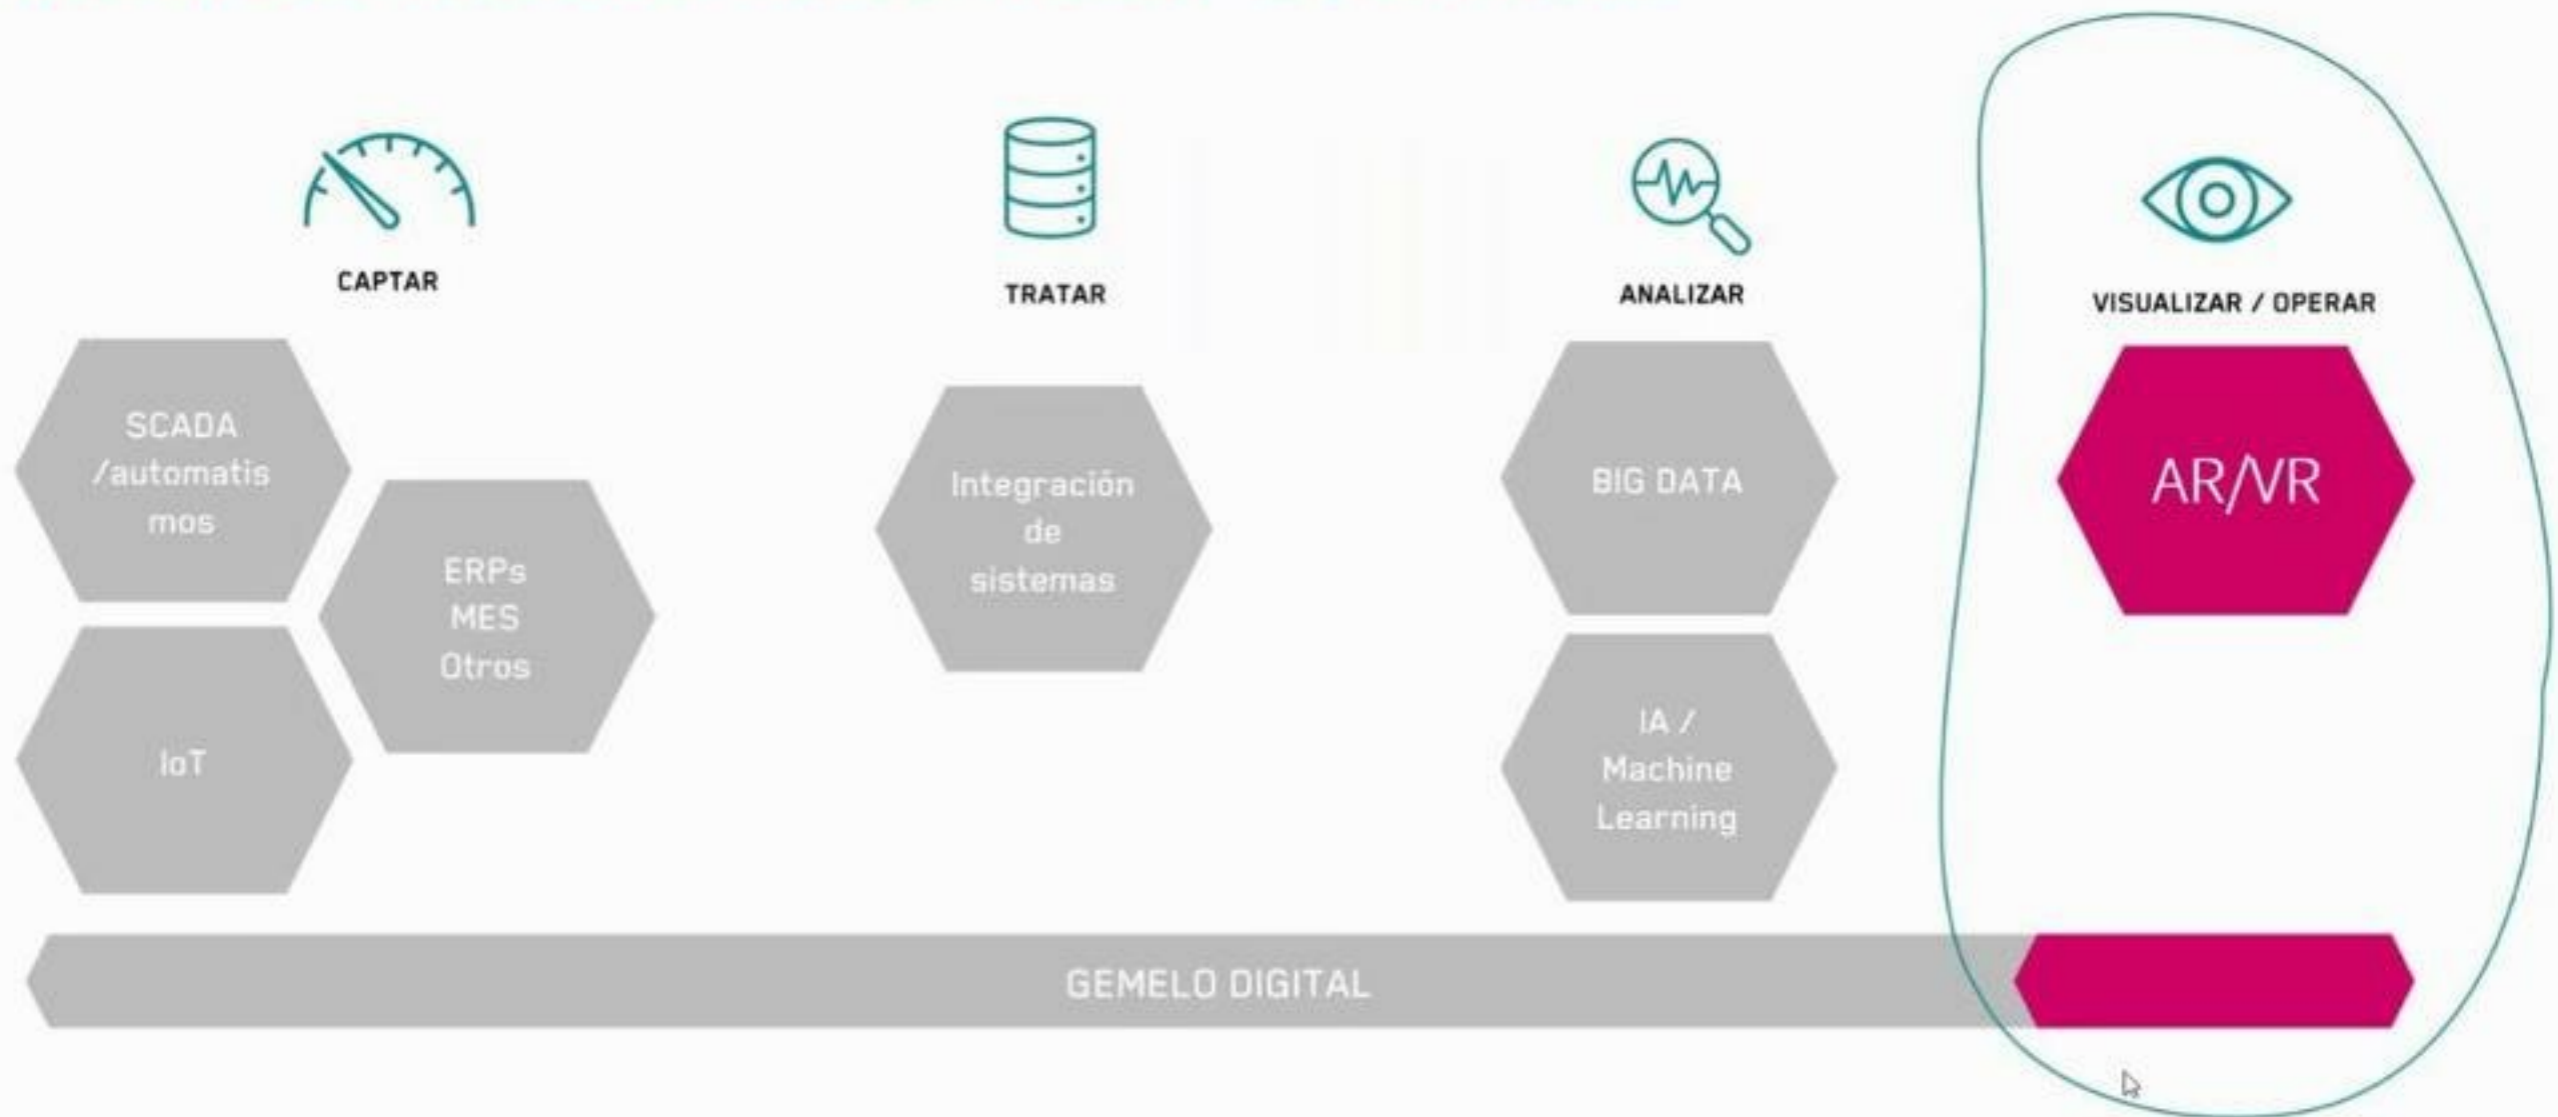 CAPTAR
SCADA
/automatis
mos
ERPs
MES
Otros
IoT
TRATAR
Integración
de
sistemas
ANALIZAR
BIG DATA
IA /
Machine
Learning
VISUALIZAR / OPERAR
AR/VR
GEMELO DIGITAL